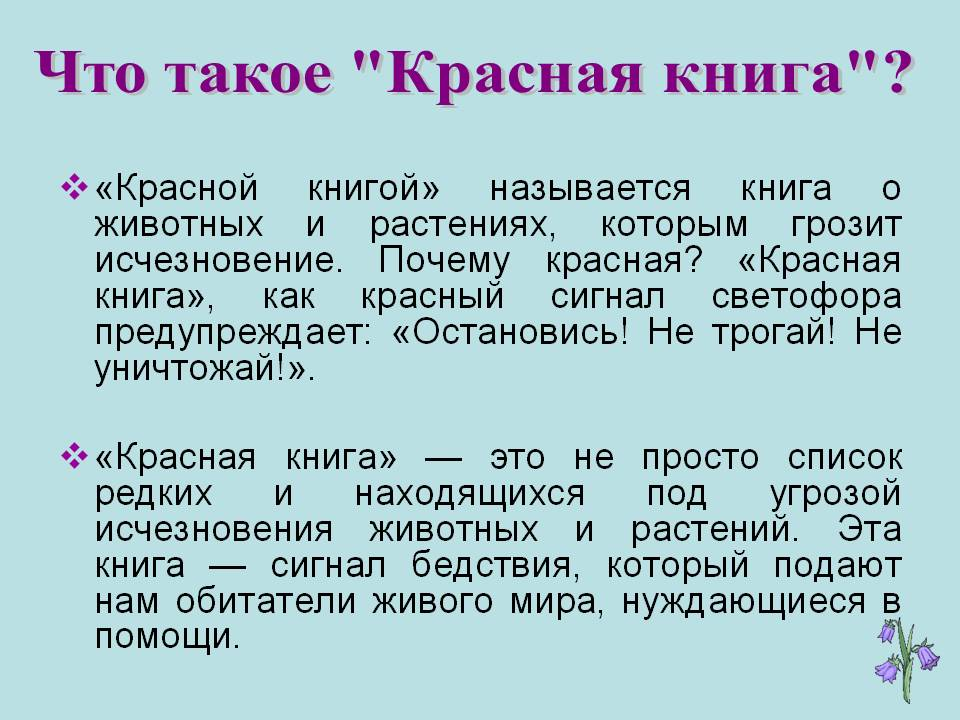 Что такое "Красная книга"?
«Красной книгой» называется книга о
животных и растениях, которым грозит
исчезновение. Почему красная? «Красная
книга», как красный сигнал светофора
предупреждает: «Остановись! Не трогай! Не
уничтожай!».
«Красная книга» — это не просто список
редких и находящихся под угрозой
исчезновения животных и растений. Эта
книга — сигнал бедствия, который подают
нам обитатели живого мира, нуждающиеся в
помощи.